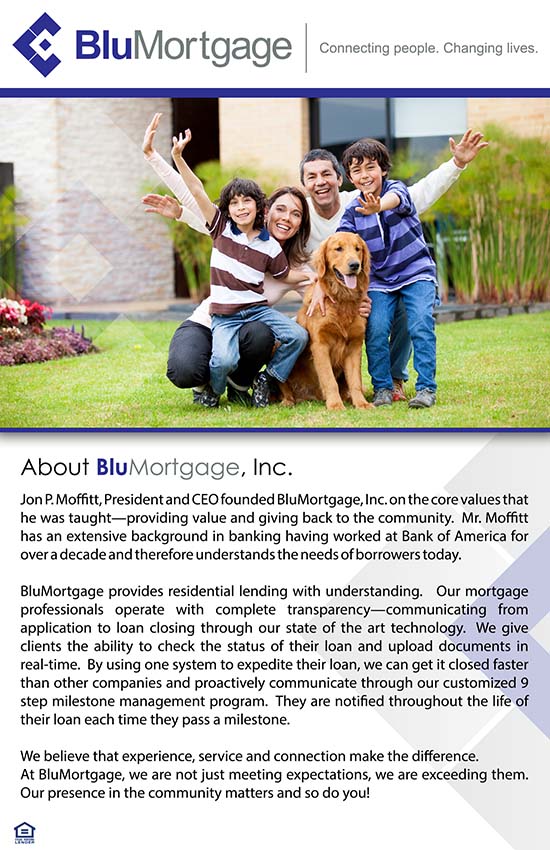 BluMortgage
Connecting people. Changing lives.
About BluMortgage, Inc.
Jon P. Moffitt, President and CEO founded BluMortgage, Inc. on the core values that
he was taught—providing value and giving back to the community.  Mr. Moffitt
has an extensive background in banking having worked at Bank of America for
over a decade and therefore understands the needs of borrowers today.
BluMortgage provides residential lending with understanding.  Our mortgage
professionals operate with complete transparency—communicating from
application to loan closing through our state of the art technology.  We give
clients the ability to check the status of their loan and upload documents in
real-time.  By using one system to expedite their loan, we can get it closed faster
than other companies and proactively communicate through our customized 9
step milestone management program.  They are notified throughout the life of
their loan each time they pass a milestone.
We believe that experience, service and connection make the difference.
At BluMortgage, we are not just meeting expectations, we are exceeding them.
Our presence in the community matters and so do you!
LENDER